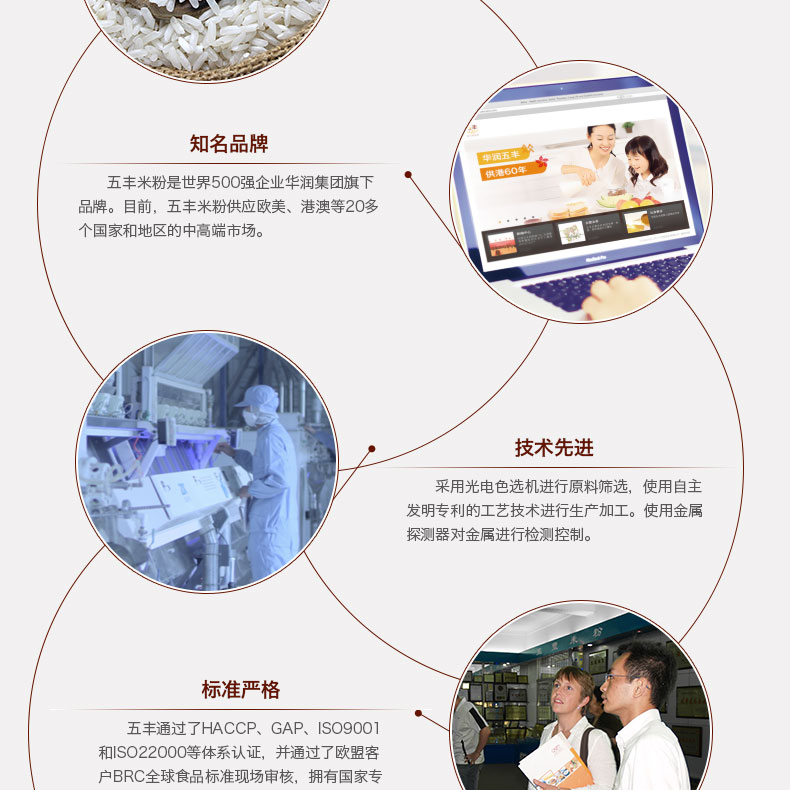 华润五丰
供港60年
知名品牌
五丰米粉是世界500强企业华润集团旗下
品牌。目前，五丰米粉供应欧美、港澳等20多
个国家和地区的中高端市场。
技术先进
采用光电色选机进行原料筛选，使用自主
发明专利的工艺技术进行生产加工。使用金属
探测器对金属进行检测控制。
标准严格
五丰通过了HACCP、GAP、ISO9001
和ISO22000等体系认证，并通过了欧盟客
户BRC全球食品标准现场审核，拥有国家专